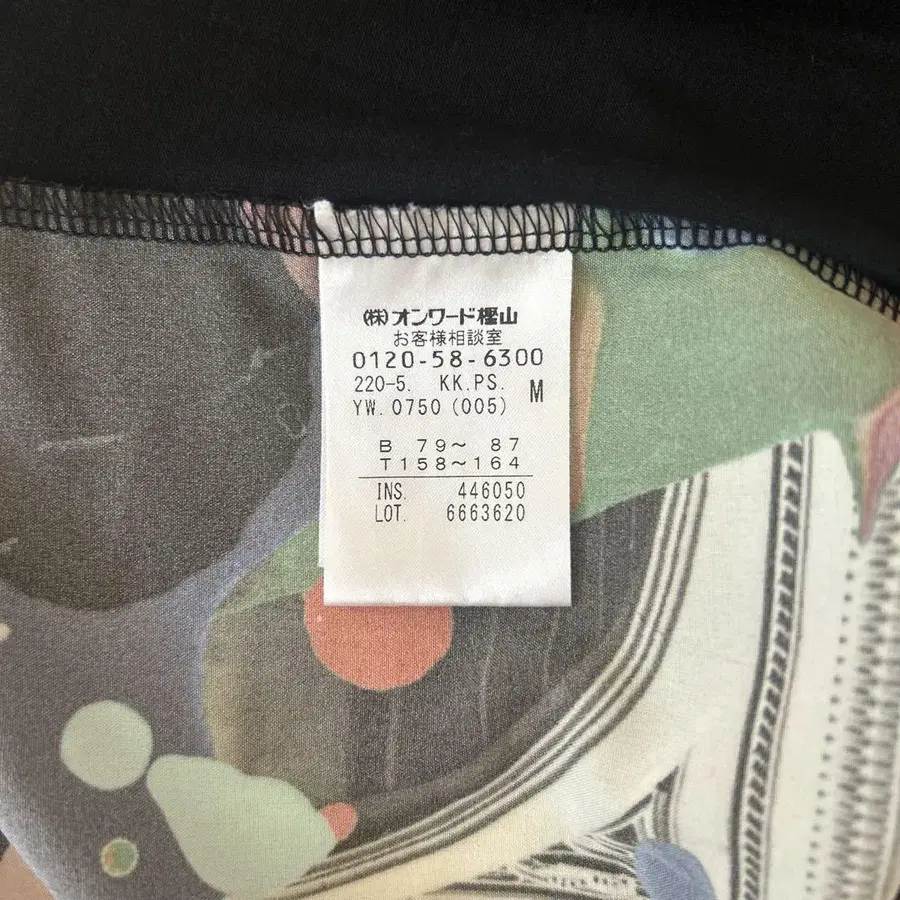 ㈱オンワード樫山
お客様相談室
0120-58-6300
220-5. KK.PS. M
YW. 0750 (005)
B 79～ 87
T158～164
INS. 446050
LOT. 6663620